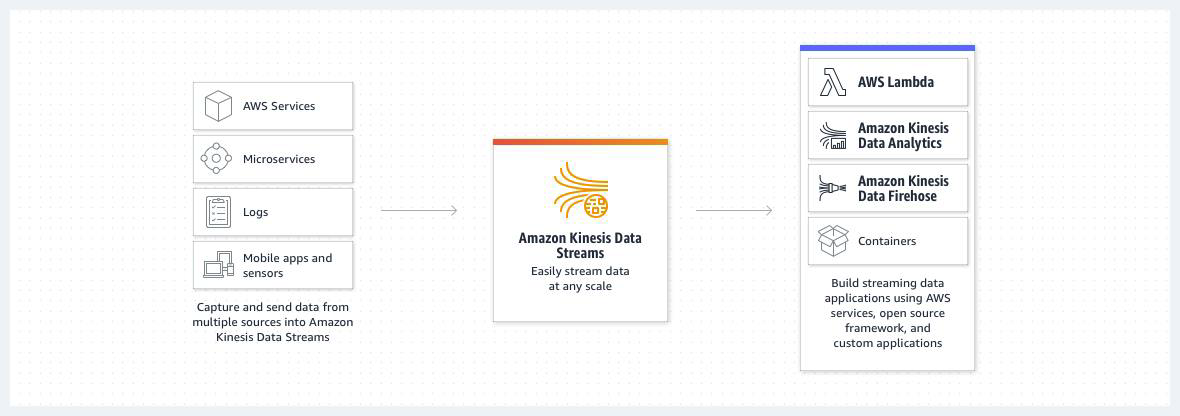 AWS Services
Microservices
Logs
Mobile apps and
sensors
Capture and send data from
multiple sources into Amazon
Kinesis Data Streams
Amazon Kinesis Data
Streams
Easily stream data
at any scale
AWS Lambda
Amazon Kinesis
Data Analytics
Amazon Kinesis
Data Firehose
Containers
Build streaming data
applications using AWS
services, open source
framework, and
custom applications